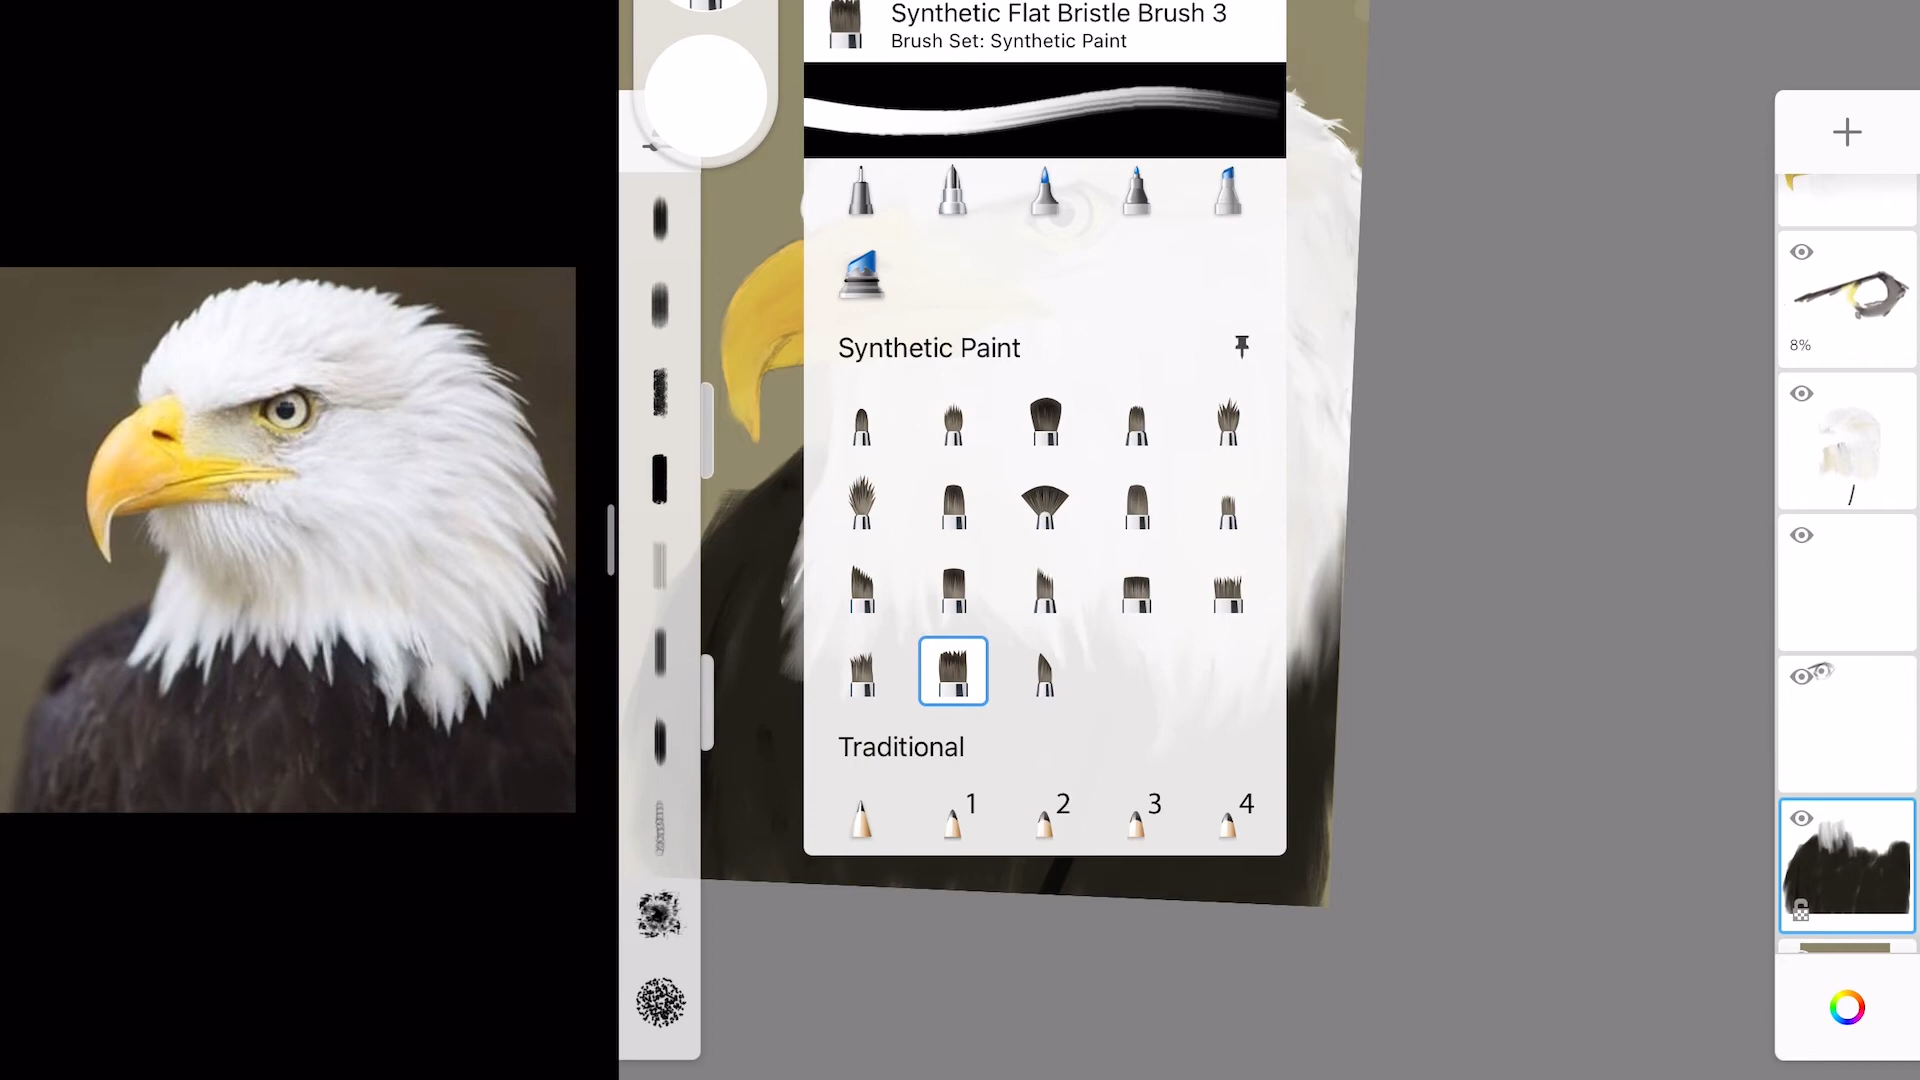 Synthetic Flat Bristle Brush 3
Brush Set: Synthetic Paint
Synthetic Paint
8%
Traditional
1 2 3 4